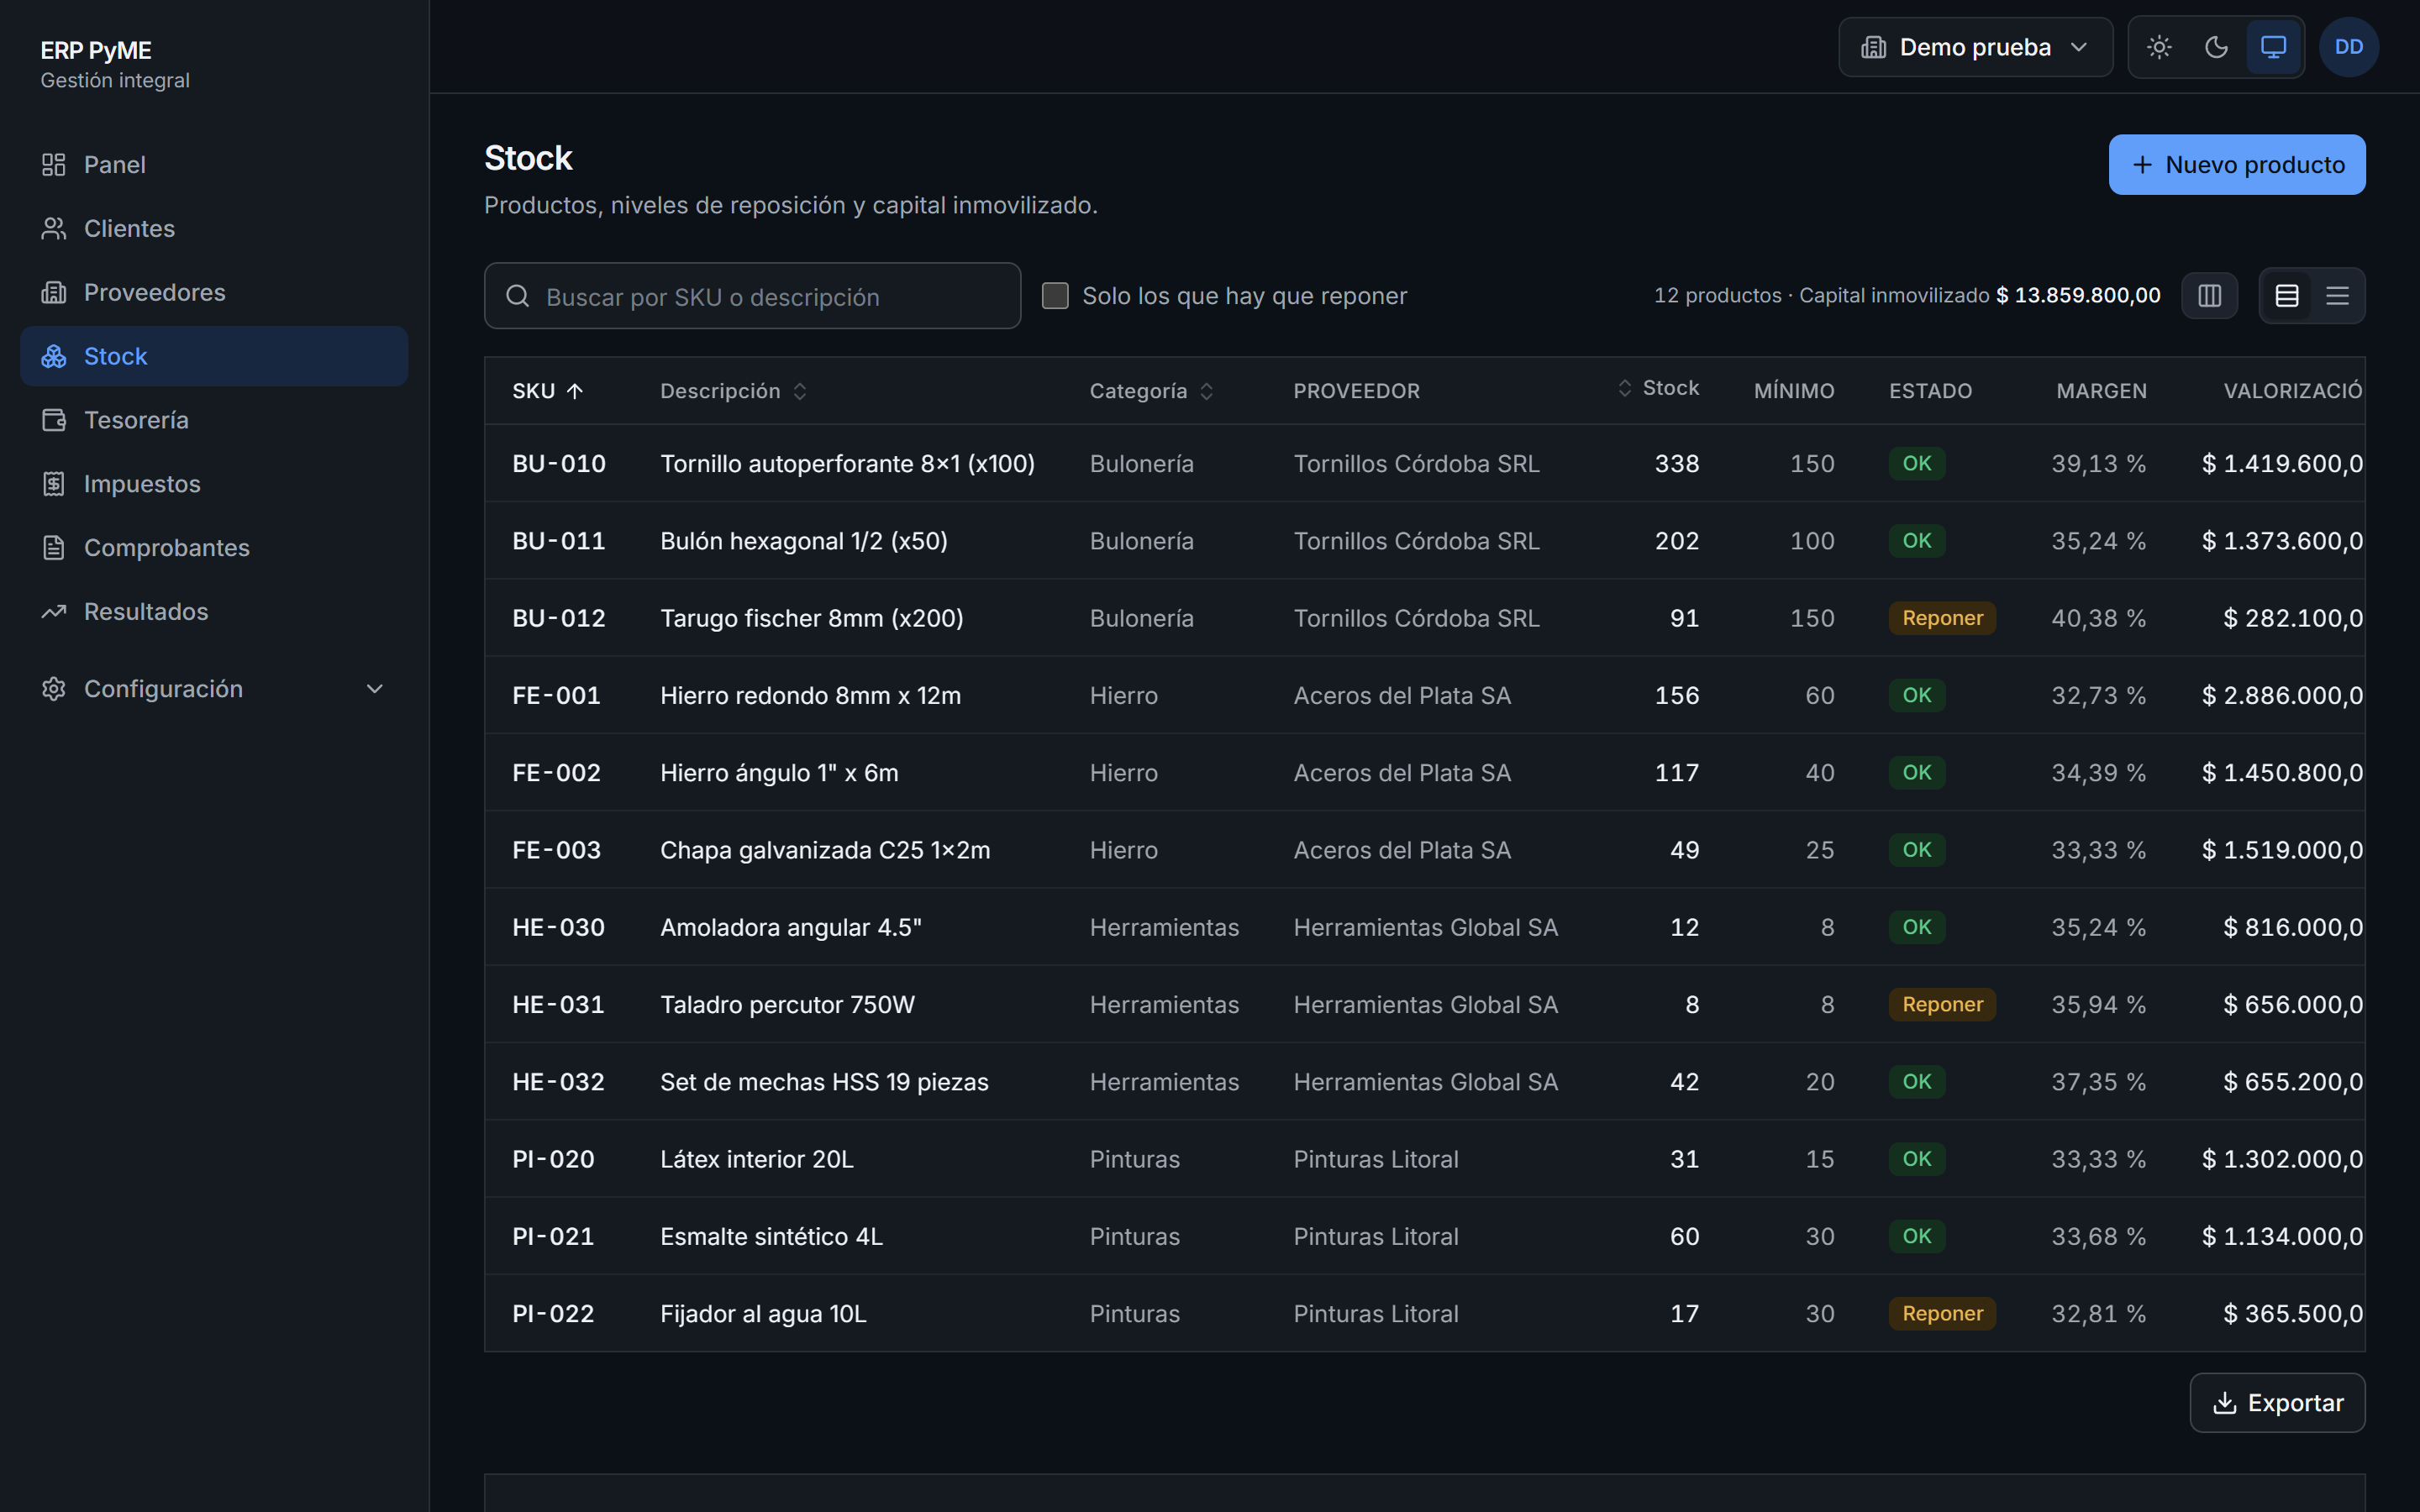 ERP PyME
Gestión integral
Panel
Clientes
Proveedores
Stock
Tesorería
Impuestos
Comprobantes
Resultados
Configuración
Demo prueba
DD
Stock
Productos, niveles de reposición y capital inmovilizado.
+ Nuevo producto
Buscar por SKU o descripción
Solo los que hay que reponer
12 productos · Capital inmovilizado $ 13.859.800,00
SKU Descripción Categoría PROVEEDOR Stock MÍNIMO ESTADO MARGEN VALORIZACIÓ
BU-010 Tornillo autoperforante 8×1 (x100) Bulonería Tornillos Córdoba SRL 338 150 OK 39,13 % $ 1.419.600,0
BU-011 Bulón hexagonal 1/2 (x50) Bulonería Tornillos Córdoba SRL 202 100 OK 35,24 % $ 1.373.600,0
BU-012 Tarugo fischer 8mm (x200) Bulonería Tornillos Córdoba SRL 91 150 Reponer 40,38 % $ 282.100,0
FE-001 Hierro redondo 8mm x 12m Hierro Aceros del Plata SA 156 60 OK 32,73 % $ 2.886.000,0
FE-002 Hierro ángulo 1" x 6m Hierro Aceros del Plata SA 117 40 OK 34,39 % $ 1.450.800,0
FE-003 Chapa galvanizada C25 1×2m Hierro Aceros del Plata SA 49 25 OK 33,33 % $ 1.519.000,0
HE-030 Amoladora angular 4.5" Herramientas Herramientas Global SA 12 8 OK 35,24 % $ 816.000,0
HE-031 Taladro percutor 750W Herramientas Herramientas Global SA 8 8 Reponer 35,94 % $ 656.000,0
HE-032 Set de mechas HSS 19 piezas Herramientas Herramientas Global SA 42 20 OK 37,35 % $ 655.200,0
PI-020 Látex interior 20L Pinturas Pinturas Litoral 31 15 OK 33,33 % $ 1.302.000,0
PI-021 Esmalte sintético 4L Pinturas Pinturas Litoral 60 30 OK 33,68 % $ 1.134.000,0
PI-022 Fijador al agua 10L Pinturas Pinturas Litoral 17 30 Reponer 32,81 % $ 365.500,0
Exportar